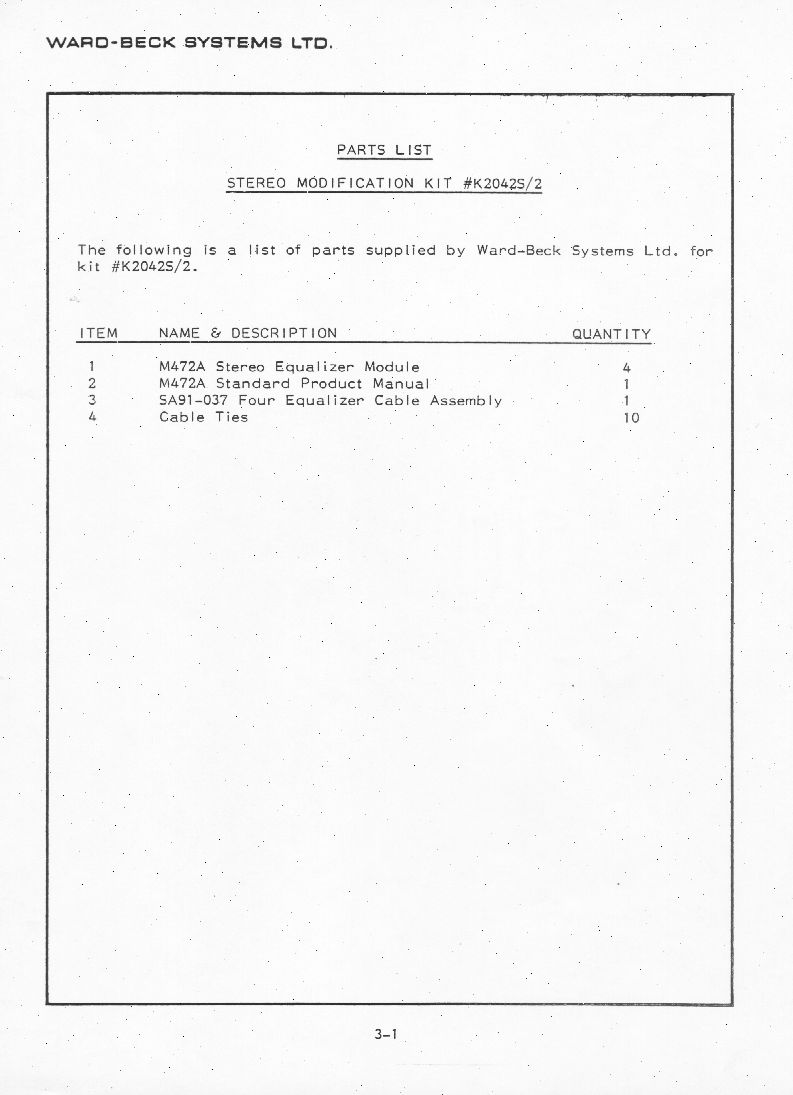 WARD-BECK SYSTEMS LTD.
PARTS LIST
STEREO MODIFICATION KIT #K2042S/2
The following is a list of parts supplied by Ward-Beck Systems Ltd. for
kit #K2042S/2.
ITEM NAME & DESCRIPTION QUANTITY
1 M472A Stereo Equalizer Module 4
2 M472A Standard Product Manual 1
3 SA91-037 Four Equalizer Cable Assembly 1
4 Cable Ties 10
3-1